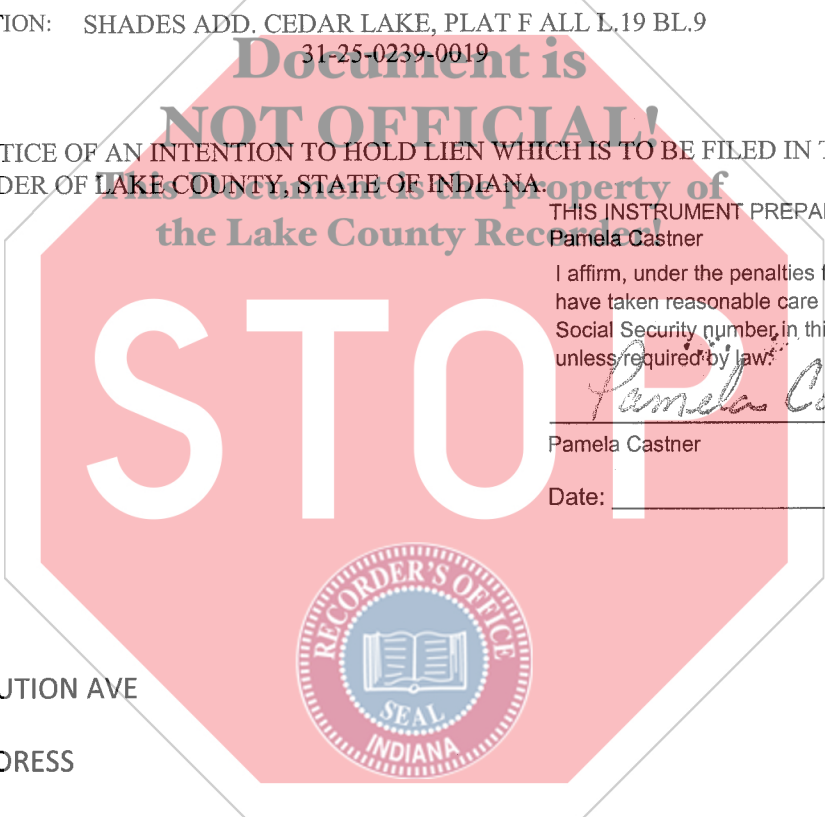 TION: SHADES ADD. CEDAR LAKE, PLAT F ALL L.19 BL.9
31-25-0239-0019
Document is
NOT OFFICIAL!
TICE OF AN INTENTION TO HOLD LIEN WHICH IS TO BE FILED IN T
DER OF LAKE COUNTY, STATE OF INDIANA.
This Document is the property of
the Lake County Recorder!
THIS INSTRUMENT PREPA
Pamela Castner
I affirm, under the penalties f
have taken reasonable care
Social Security number in thi
unless required by law.
Pamela Ca
Pamela Castner
Date:
STOP
RECORDER'S OFFICE
SEAL
INDIANA
UTION AVE
DRESS